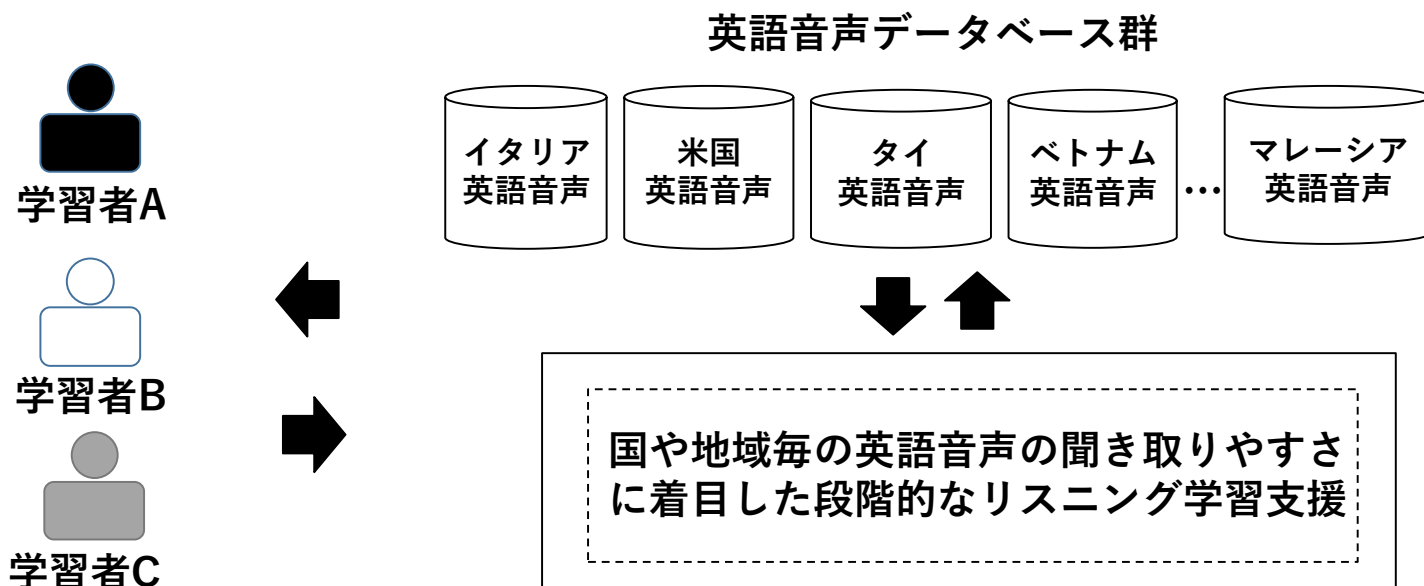 英語音声データベース群
イタリア
英語音声
米国
英語音声
タイ
英語音声
ベトナム
英語音声
…
マレーシア
英語音声
学習者A
学習者B
学習者C
国や地域毎の英語音声の聞き取りやすさ
に着目した段階的なリスニング学習支援